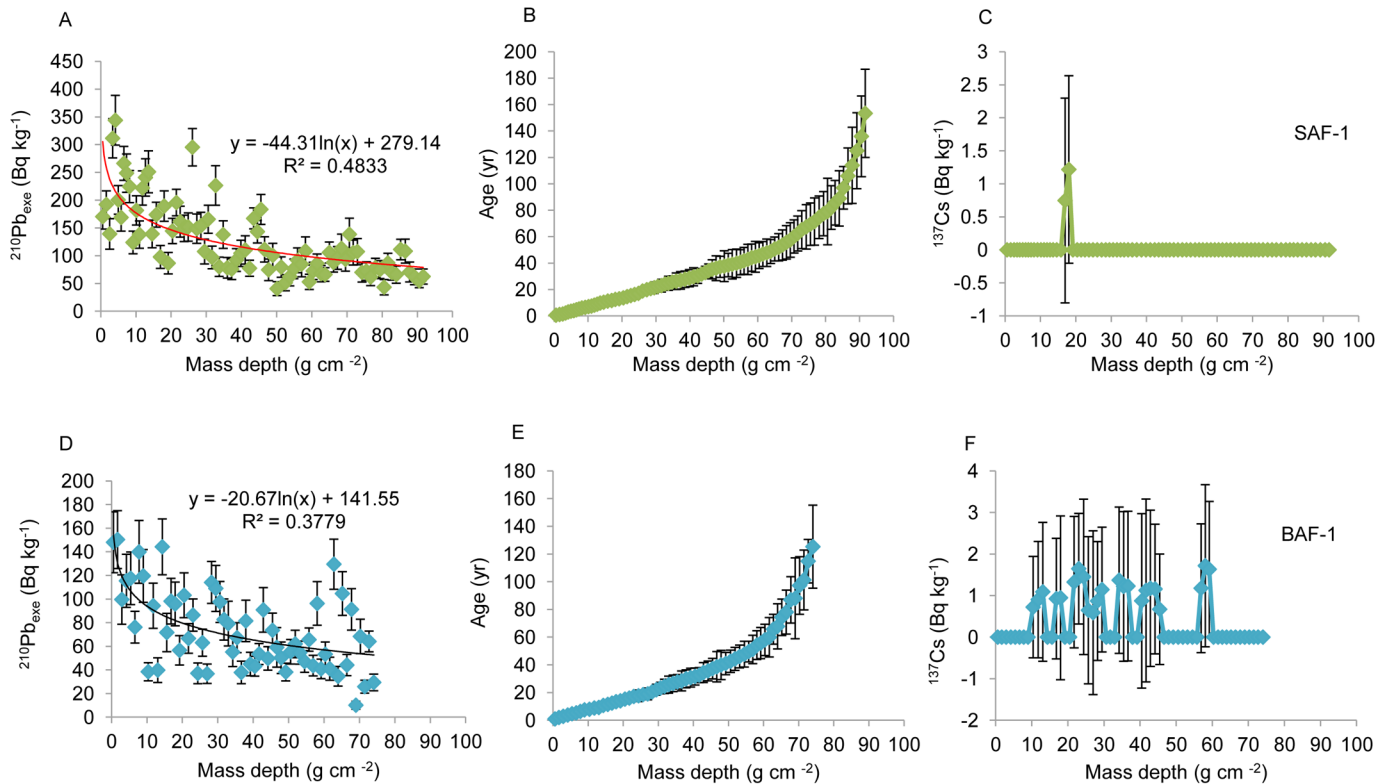 A
450
400
350
300
250
200
150
100
50
0
0 10 20 30 40 50 60 70 80 90 100
²¹⁰Pbexe (Bq kg⁻¹)
Mass depth (g cm ⁻²)
y = -44.31ln(x) + 279.14
R² = 0.4833
B
200
180
160
140
120
100
80
60
40
20
0
0 10 20 30 40 50 60 70 80 90 100
Age (yr)
Mass depth (g cm ⁻²)
C
3
2.5
2
1.5
1
0.5
0
-0.5
-1
0 10 20 30 40 50 60 70 80 90 100
¹³⁷Cs (Bq kg⁻¹)
Mass depth (g cm ⁻²)
SAF-1
D
200
180
160
140
120
100
80
60
40
20
0
0 10 20 30 40 50 60 70 80 90 100
²¹⁰Pbexe (Bq kg⁻¹)
Mass depth (g cm ⁻²)
y = -20.67ln(x) + 141.55
R² = 0.3779
E
180
160
140
120
100
80
60
40
20
0
0 10 20 30 40 50 60 70 80 90 100
Age (yr)
Mass depth (g cm ⁻²)
F
4
3
2
1
0
-1
-2
0 10 20 30 40 50 60 70 80 90 100
¹³⁷Cs (Bq kg⁻¹)
Mass depth (g cm ⁻²)
BAF-1